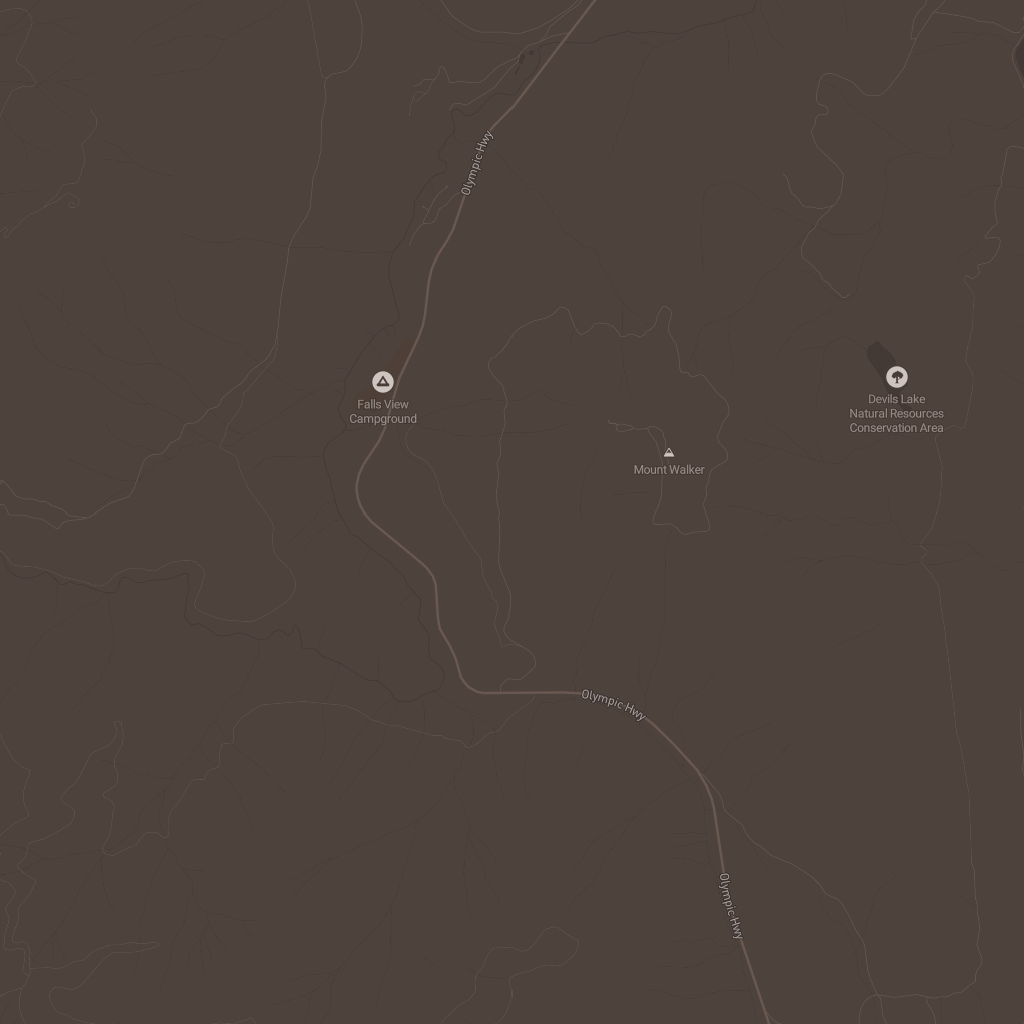 Olympic Hwy
Falls View
Campground
Devils Lake
Natural Resources
Conservation Area
Mount Walker
Olympic Hwy
Olympic Hwy